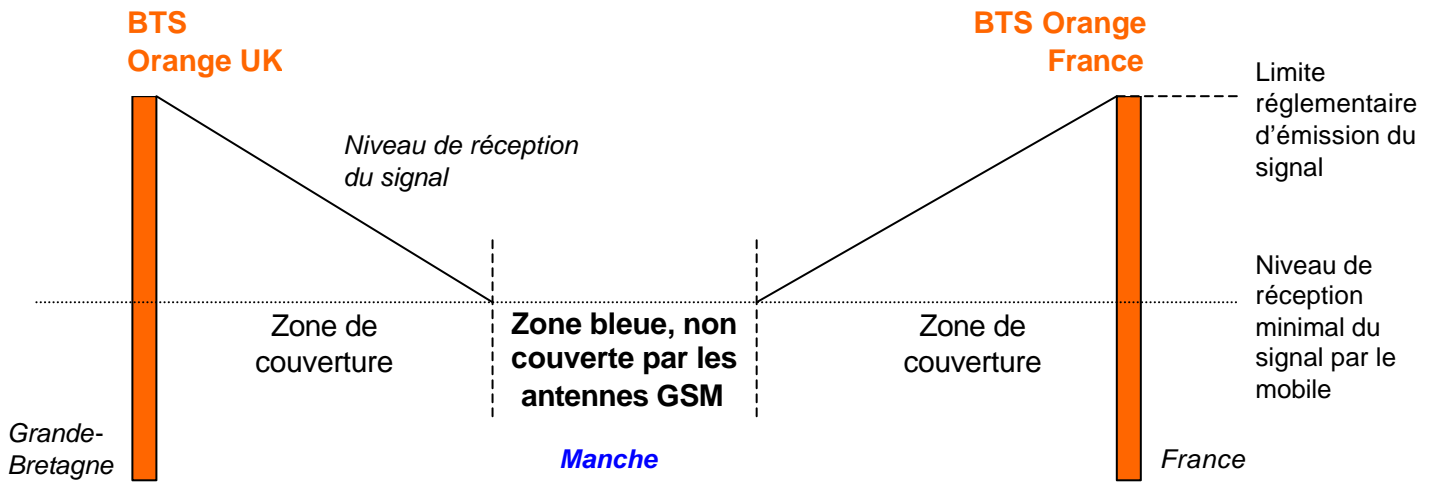 BTS
Orange UK
BTS Orange
France
Limite
réglementaire
d’émission du
signal
Niveau de réception
du signal
Niveau de
réception
minimal du
signal par le
mobile
Zone de
couverture
Zone bleue, non
couverte par les
antennes GSM
Zone de
couverture
Grande-
Bretagne
Manche
France